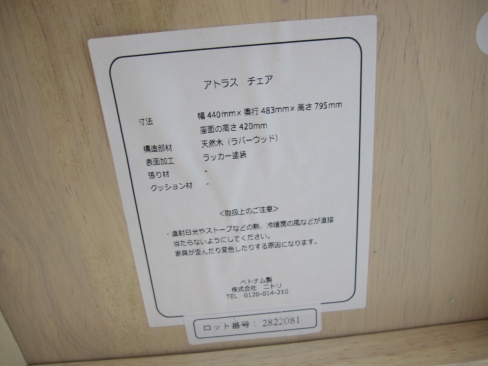 アトラス チェア
寸法 幅 440mm× 奥行 483mm× 高さ 795mm
座面の高さ 420mm
構造部材 天然木（ラバーウッド）
表面加工 ラッカー塗装
張り材 -
クッション材 -
＜取扱上のご注意＞
・直射日光やストーブなどの熱、冷暖房の風などが直接
当たらないようにしてください。
家具が歪んだり変色したりする原因になります。
ベトナム製
株式会社 ニトリ
TEL 0120-014-210
ロット番号： 2822081